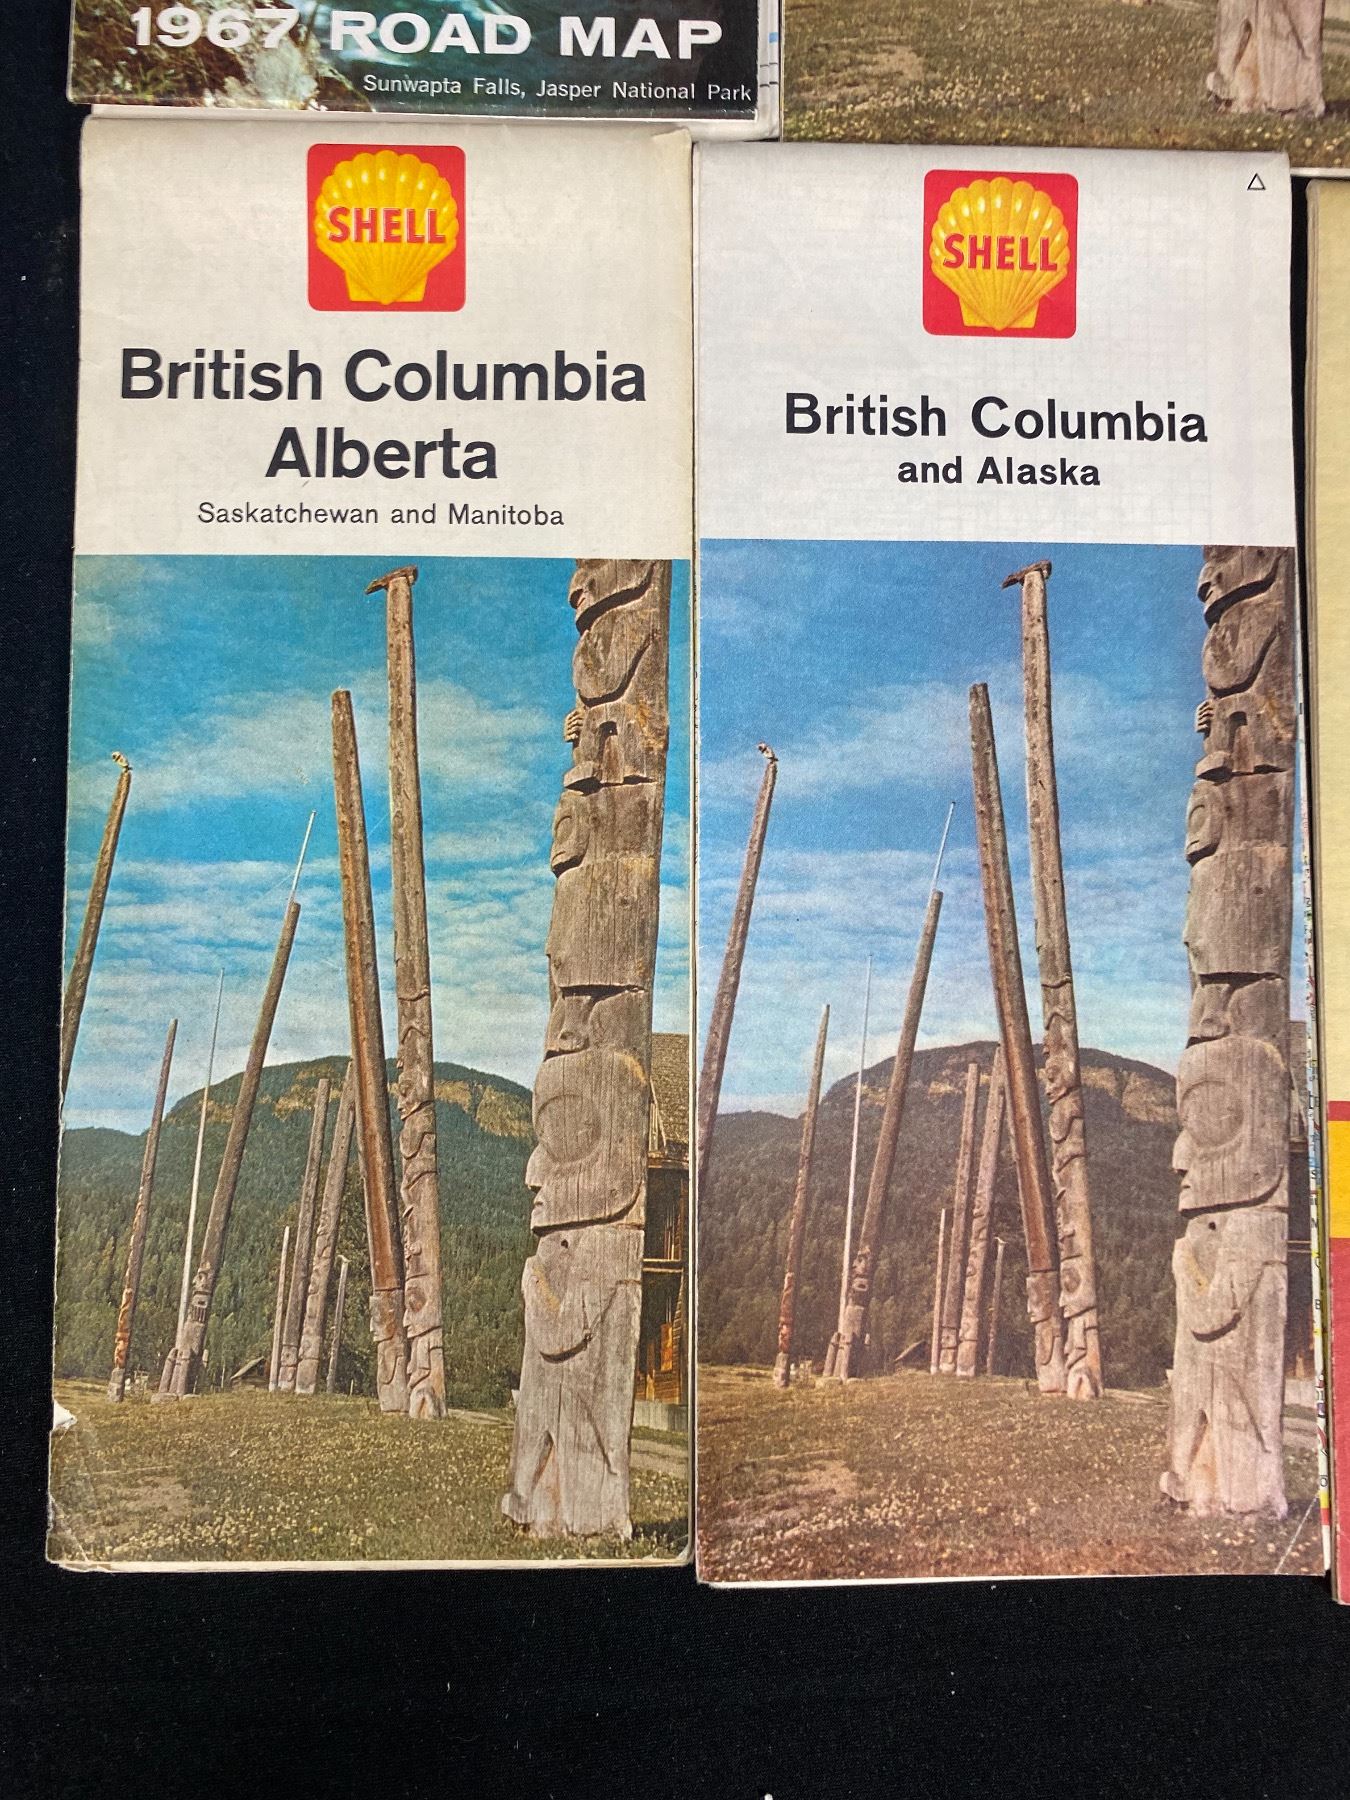 1967 ROAD MAP
Sunwapta Falls, Jasper National Park
SHELL
British Columbia
Alberta
Saskatchewan and Manitoba
SHELL
British Columbia
and Alaska